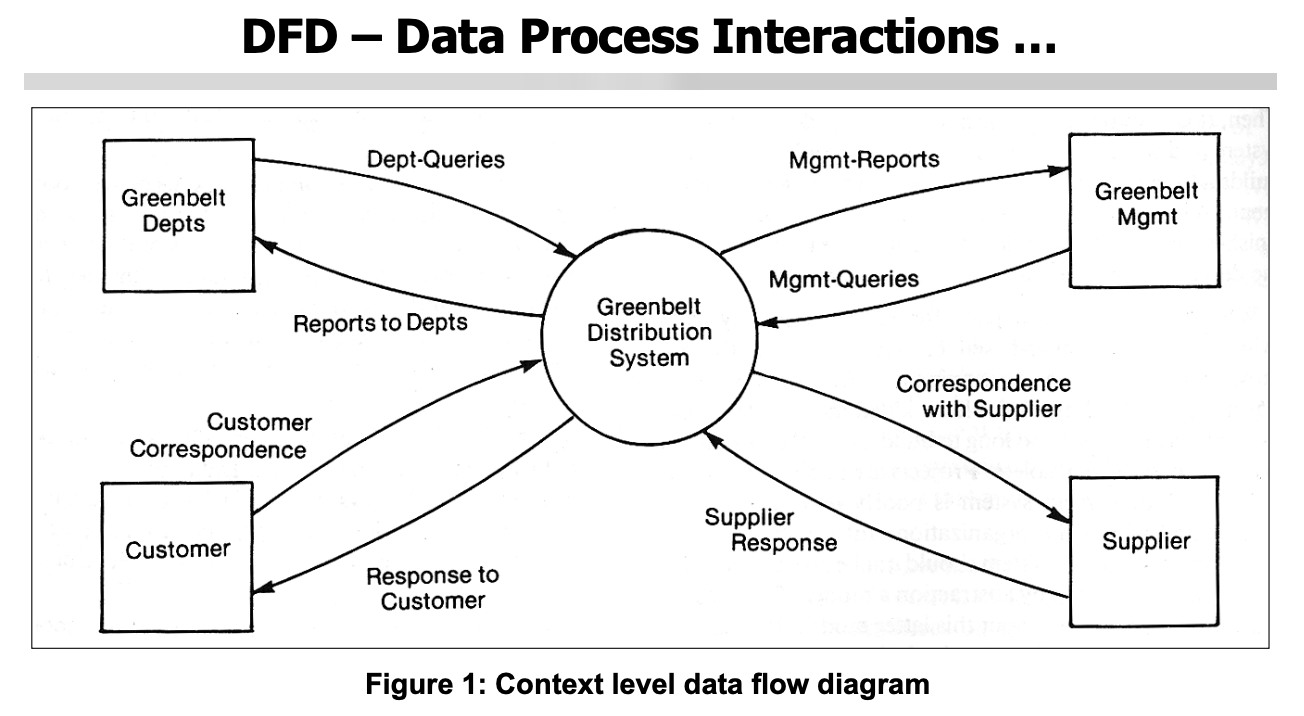 DFD – Data Process Interactions ...
Greenbelt
Depts
Dept-Queries
Reports to Depts
Mgmt-Reports
Mgmt-Queries
Greenbelt
Mgmt
Greenbelt
Distribution
System
Customer
Correspondence
Customer
Response to
Customer
Correspondence
with Supplier
Supplier
Response
Supplier
Figure 1: Context level data flow diagram